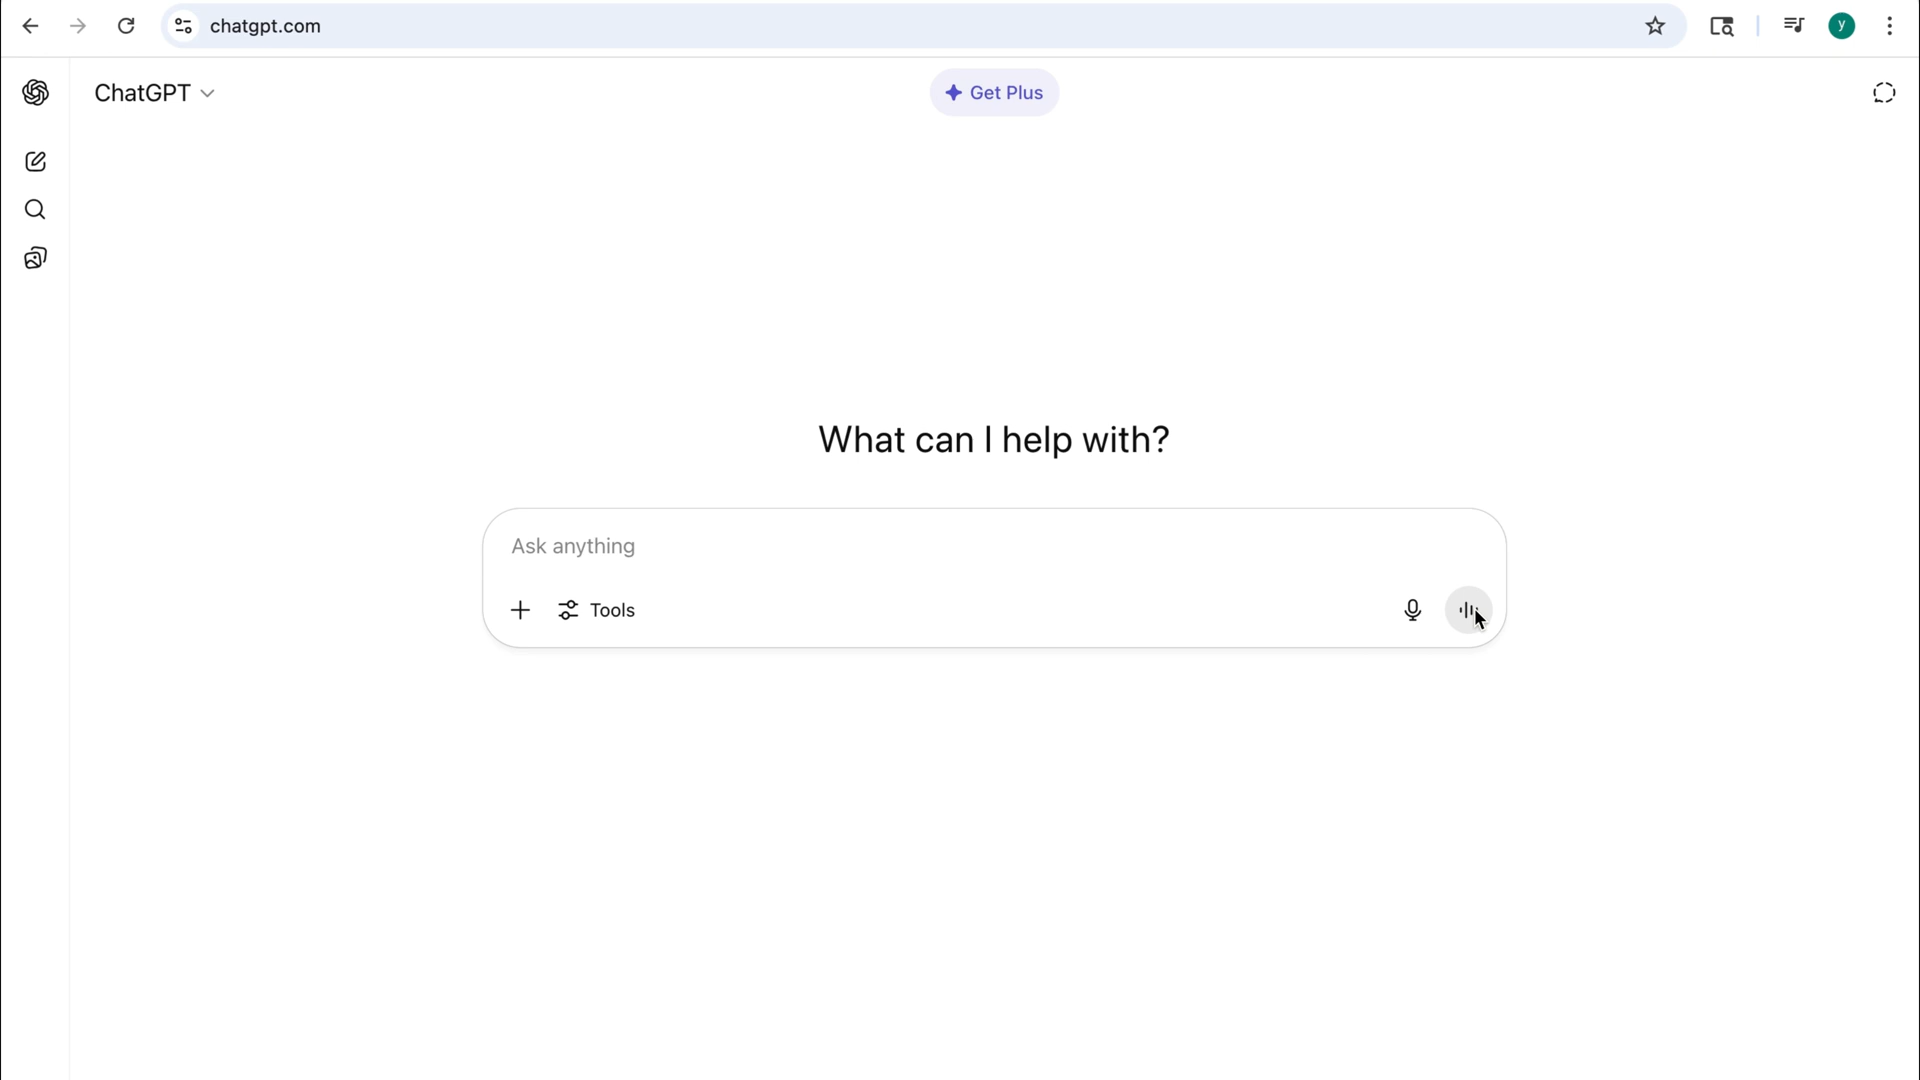 chatgpt.com
y
ChatGPT
Get Plus
What can I help with?
Ask anything
Tools